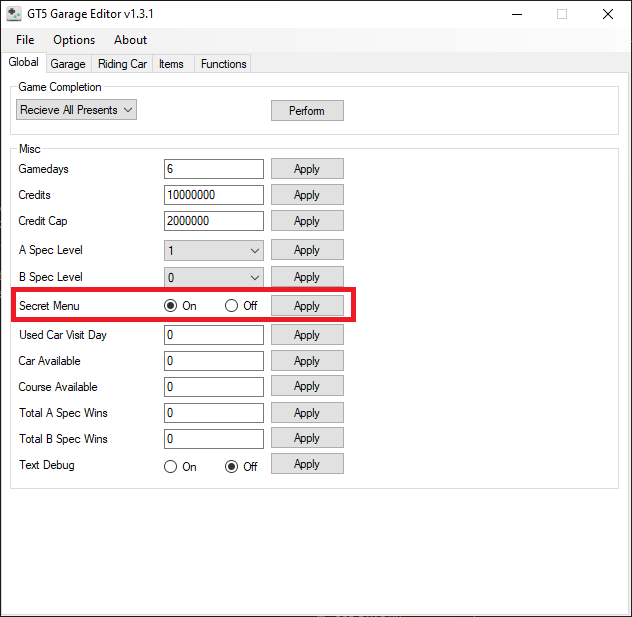 GT5 Garage Editor v1.3.1
File Options About
Global Garage Riding Car Items Functions
Game Completion
Recieve All Presents Perform
Misc
Gamedays 6 Apply
Credits 10000000 Apply
Credit Cap 2000000 Apply
A Spec Level 1 Apply
B Spec Level 0 Apply
Secret Menu On Off Apply
Used Car Visit Day 0 Apply
Car Available 0 Apply
Course Available 0 Apply
Total A Spec Wins 0 Apply
Total B Spec Wins 0 Apply
Text Debug On Off Apply